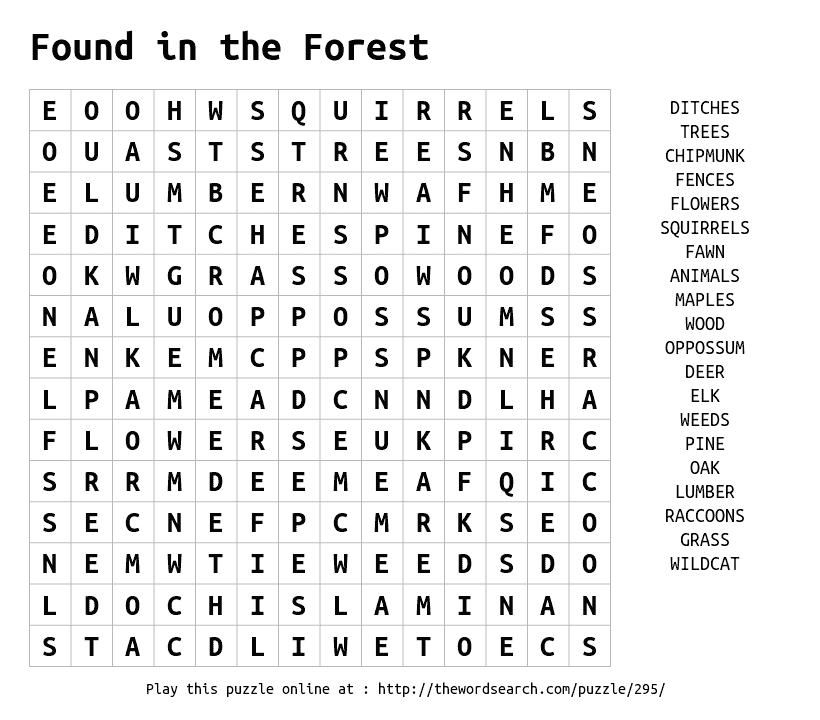 Found in the Forest
E O O H W S Q U I R R E L S
O U A S T S T R E E S N B N
E L U M B E R N W A F H M E
E D I T C H E S P I N E F O
O K W G R A S S O W O O D S
N A L U O P P O S S U M S S
E N K E M C P P S P K N E R
L P A M E A D C N N D L H A
F L O W E R S E U K P I R C
S R R M D E E M E A F Q I C
S E C N E F P C M R K S E O
N E M W T I E W E E D S D O
L D O C H I S L A M I N A N
S T A C D L I W E T O E C S
DITCHES
TREES
CHIPMUNK
FENCES
FLOWERS
SQUIRRELS
FAWN
ANIMALS
MAPLES
WOOD
OPPOSSUM
DEER
ELK
WEEDS
PINE
OAK
LUMBER
RACCOONS
GRASS
WILDCAT
Play this puzzle online at : http://thewordsearch.com/puzzle/295/